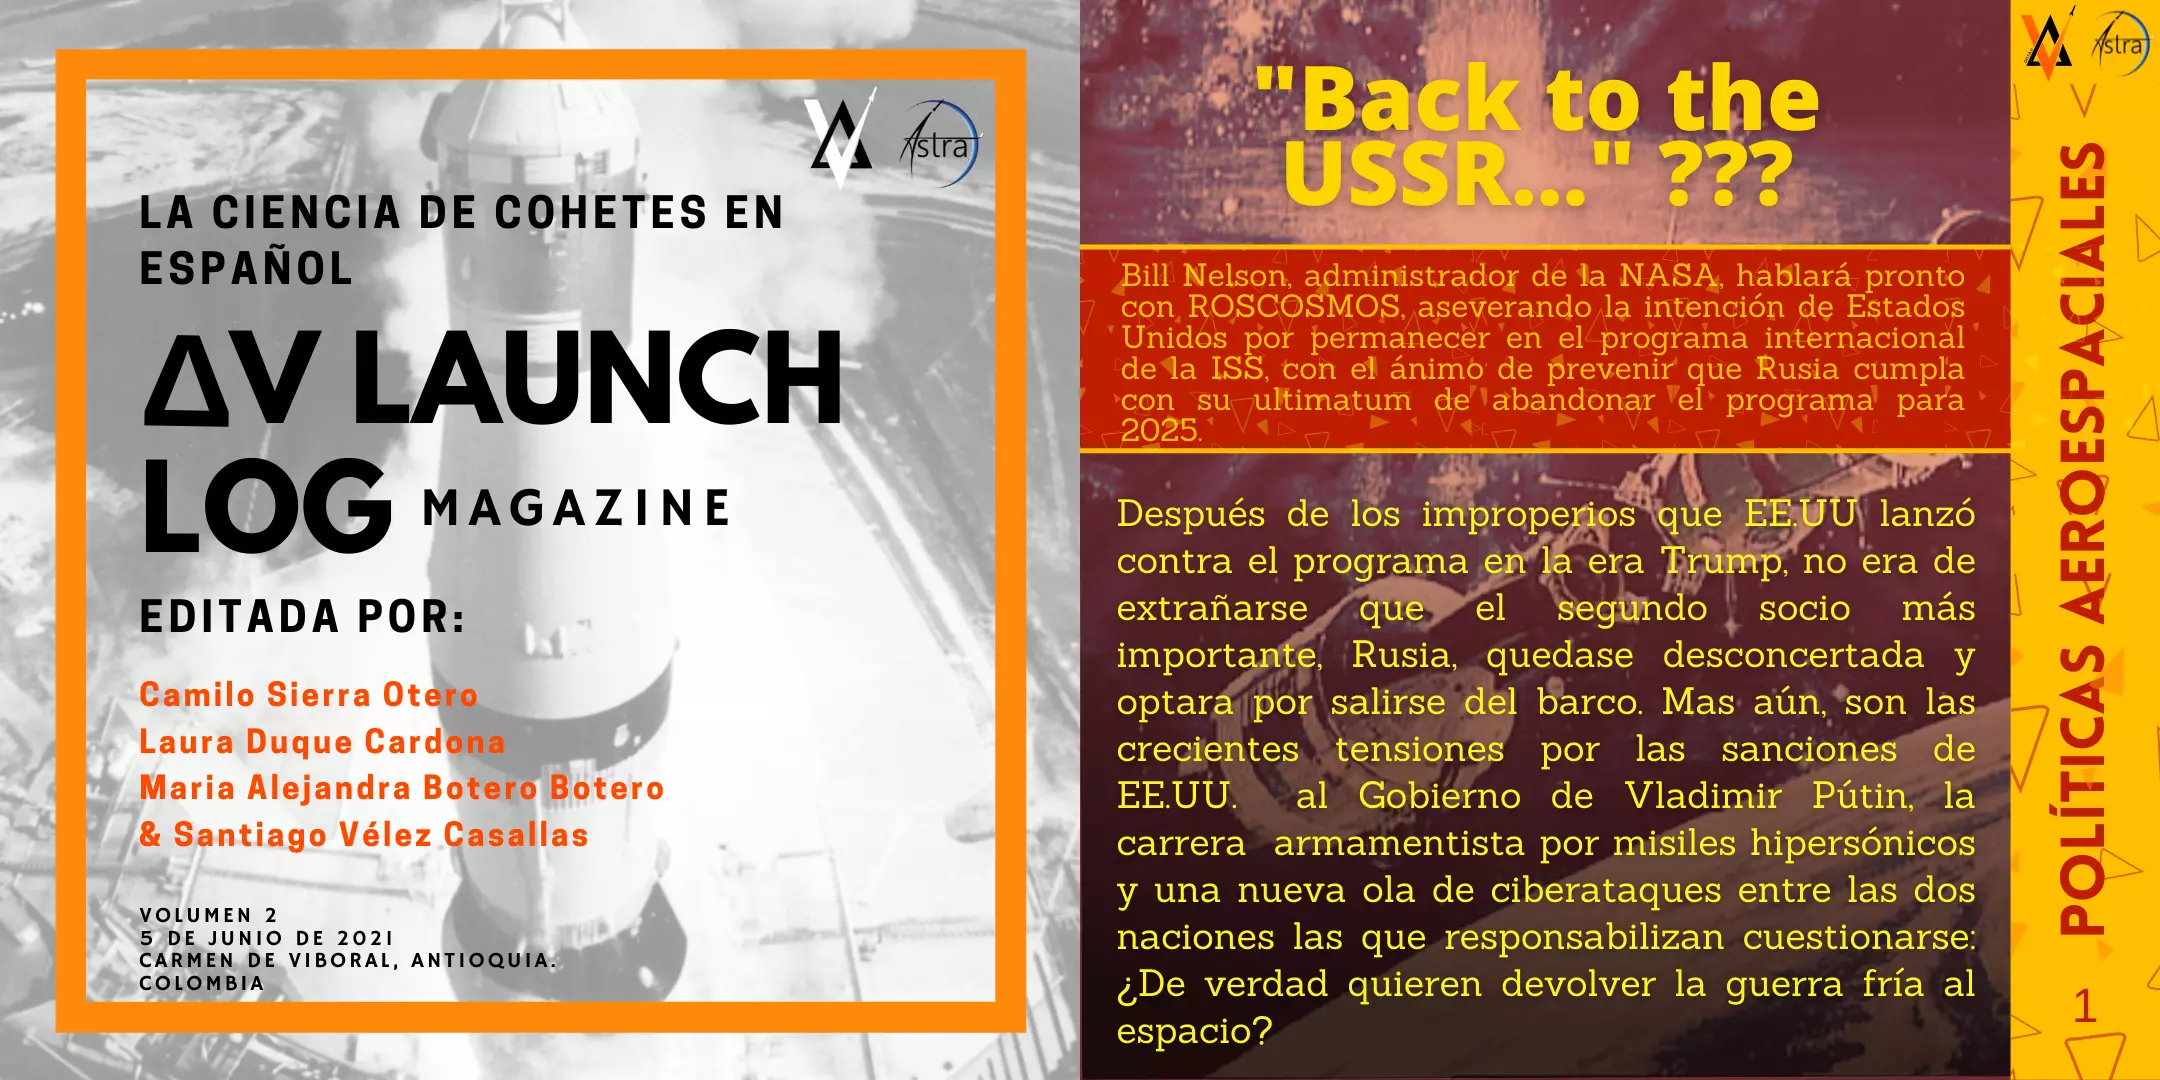 Astra
LA CIENCIA DE COHETES EN
ESPAÑOL
ΔV LAUNCH
LOG MAGAZINE
EDITADA POR:
Camilo Sierra Otero
Laura Duque Cardona
Maria Alejandra Botero Botero
& Santiago Vélez Casallas
VOLUMEN 2
5 DE JUNIO DE 2021
CARMEN DE VIBORAL, ANTIOQUIA.
COLOMBIA
"Back to the
USSR..." ???
Bill Nelson, administrador de la NASA, hablará pronto
con ROSCOSMOS, aseverando la intención de Estados
Unidos por permanecer en el programa internacional
de la ISS, con el ánimo de prevenir que Rusia cumpla
con su ultimatum de abandonar el programa para
2025.
Después de los improperios que EE.UU lanzó
contra el programa en la era Trump, no era de
extrañarse que el segundo socio más
importante, Rusia, quedase desconcertada y
optara por salirse del barco. Mas aún, son las
crecientes tensiones por las sanciones de
EE.UU. al Gobierno de Vladimir Pútin, la
carrera armamentista por misiles hipersónicos
y una nueva ola de ciberataques entre las dos
naciones las que responsabilizan cuestionarse:
¿De verdad quieren devolver la guerra fría al
espacio?
Astra
POLÍTICAS AEROESPACIALES
1